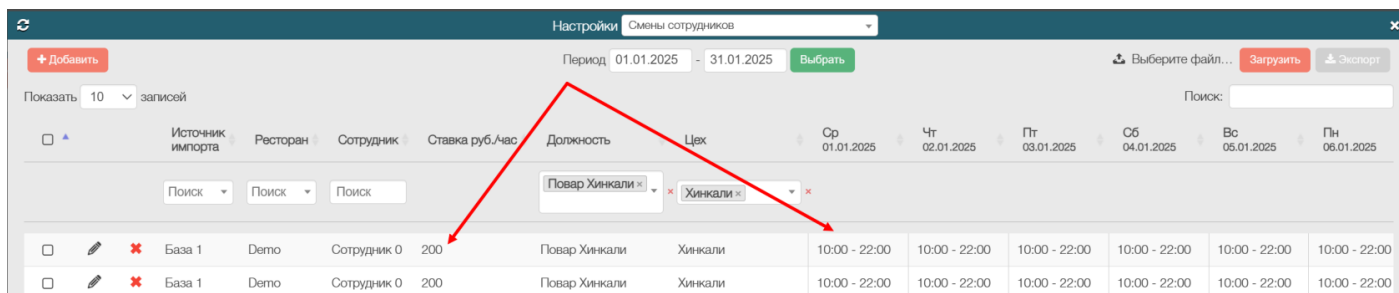 Настройки Смены сотрудников
+ Добавить Период 01.01.2025 - 31.01.2025 Выбрать Выберите файл... Загрузить Экспорт
Показать 10 записей Поиск:
Источник импорта Ресторан Сотрудник Ставка руб./час Должность Цех Ср 01.01.2025 Чт 02.01.2025 Пт 03.01.2025 Сб 04.01.2025 Вс 05.01.2025 Пн 06.01.2025
Поиск Поиск Поиск Повар Хинкали × × Хинкали × ×
База 1 Demo Сотрудник 0 200 Повар Хинкали Хинкали 10:00 - 22:00 10:00 - 22:00 10:00 - 22:00 10:00 - 22:00 10:00 - 22:00 10:00 - 22:00
База 1 Demo Сотрудник 0 200 Повар Хинкали Хинкали 10:00 - 22:00 10:00 - 22:00 10:00 - 22:00 10:00 - 22:00 10:00 - 22:00 10:00 - 22:00